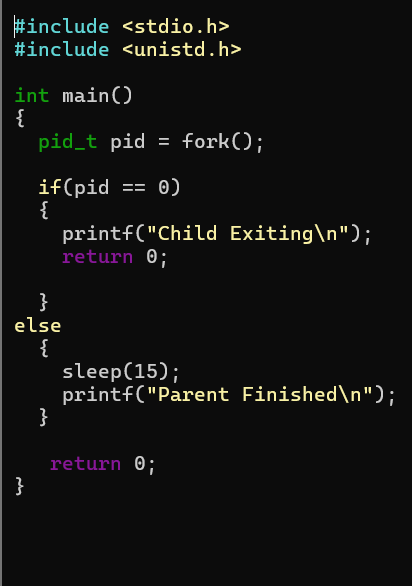 #include <stdio.h>
#include <unistd.h>
int main()
{
pid_t pid = fork();
if(pid == 0)
{
printf("Child Exiting\n");
return 0;
}
else
{
sleep(15);
printf("Parent Finished\n");
}
return 0;
}